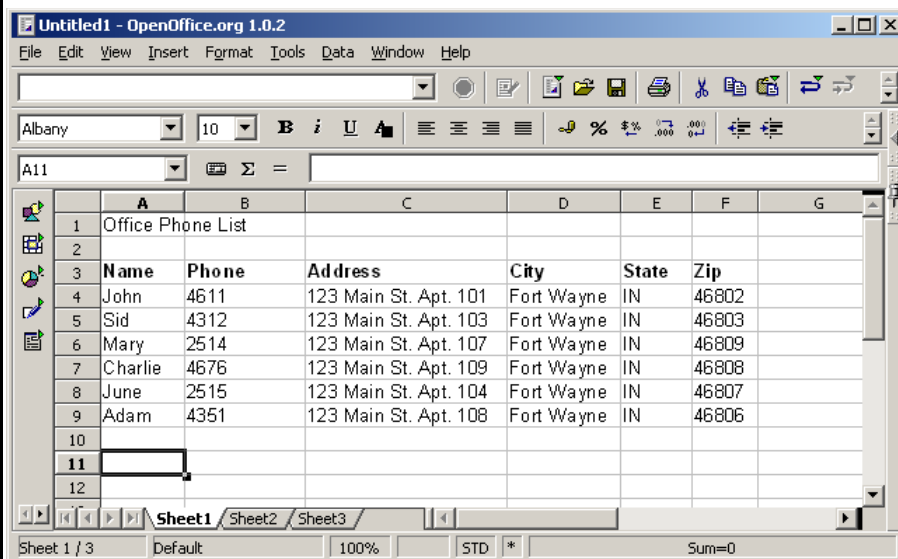 Untitled1 - OpenOffice.org 1.0.2
File Edit View Insert Format Tools Data Window Help
Albany 10 B i U A % $% .000 .000
A11 Σ =
A B C D E F G
1 Office Phone List
2
3 Name Phone Address City State Zip
4 John 4611 123 Main St. Apt. 101 Fort Wayne IN 46802
5 Sid 4312 123 Main St. Apt. 103 Fort Wayne IN 46803
6 Mary 2514 123 Main St. Apt. 107 Fort Wayne IN 46809
7 Charlie 4676 123 Main St. Apt. 109 Fort Wayne IN 46808
8 June 2515 123 Main St. Apt. 104 Fort Wayne IN 46807
9 Adam 4351 123 Main St. Apt. 108 Fort Wayne IN 46806
10
11
12
Sheet1 Sheet2 Sheet3
Sheet 1 / 3 Default 100% STD * Sum=0